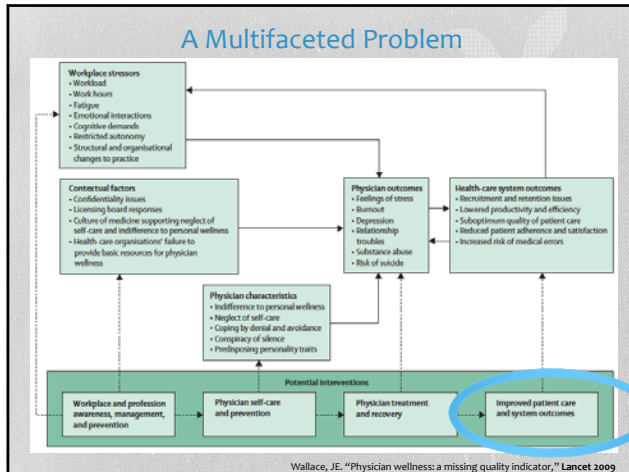 A Multifaceted Problem
Workplace stressors
• Workload
• Work hours
• Fatigue
• Emotional interactions
• Cognitive demands
• Restricted autonomy
• Structural and organisational
changes to practice
Contextual factors
• Confidentiality issues
• Licensing board responses
• Culture of medicine supporting neglect of
self-care and indifference to personal wellness
• Health-care organisations' failure to
provide basic resources for physician
wellness
Physician outcomes
• Feelings of stress
• Burnout
• Depression
• Relationship
troubles
• Substance abuse
• Risk of suicide
Health-care system outcomes
• Recruitment and retention issues
• Lowered productivity and efficiency
• Suboptimum quality of patient care
• Reduced patient adherence and satisfaction
• Increased risk of medical errors
Physician characteristics
• Indifference to personal wellness
• Neglect of self-care
• Coping by denial and avoidance
• Conspiracy of silence
• Predisposing personality traits
Potential interventions
Workplace and profession
awareness, management,
and prevention
Physician self-care
and prevention
Physician treatment
and recovery
Improved patient care
and system outcomes
Wallace, JE. "Physician wellness: a missing quality indicator," Lancet 2009